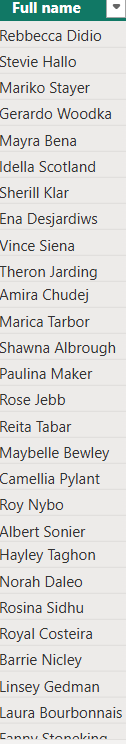 Full name
Rebbecca Didio
Stevie Hallo
Mariko Stayer
Gerardo Woodka
Mayra Bena
Idella Scotland
Sherill Klar
Ena Desjardiws
Vince Siena
Theron Jarding
Amira Chudej
Marica Tarbor
Shawna Albrough
Paulina Maker
Rose Jebb
Reita Tabar
Maybelle Bewley
Camellia Pylant
Roy Nybo
Albert Sonier
Hayley Taghon
Norah Daleo
Rosina Sidhu
Royal Costeira
Barrie Nicley
Linsey Gedman
Laura Bourbonnais
Fanny Stoneking